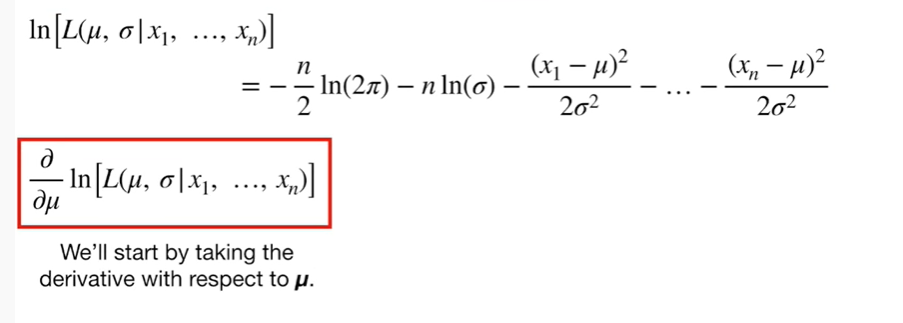 ln[L(μ, σ|x₁, …, xₙ)]
= − n/2 ln(2π) − n ln(σ) − (x₁ − μ)²/2σ² − … − (xₙ − μ)²/2σ²
∂/∂μ ln[L(μ, σ|x₁, …, xₙ)]
We’ll start by taking the
derivative with respect to μ.